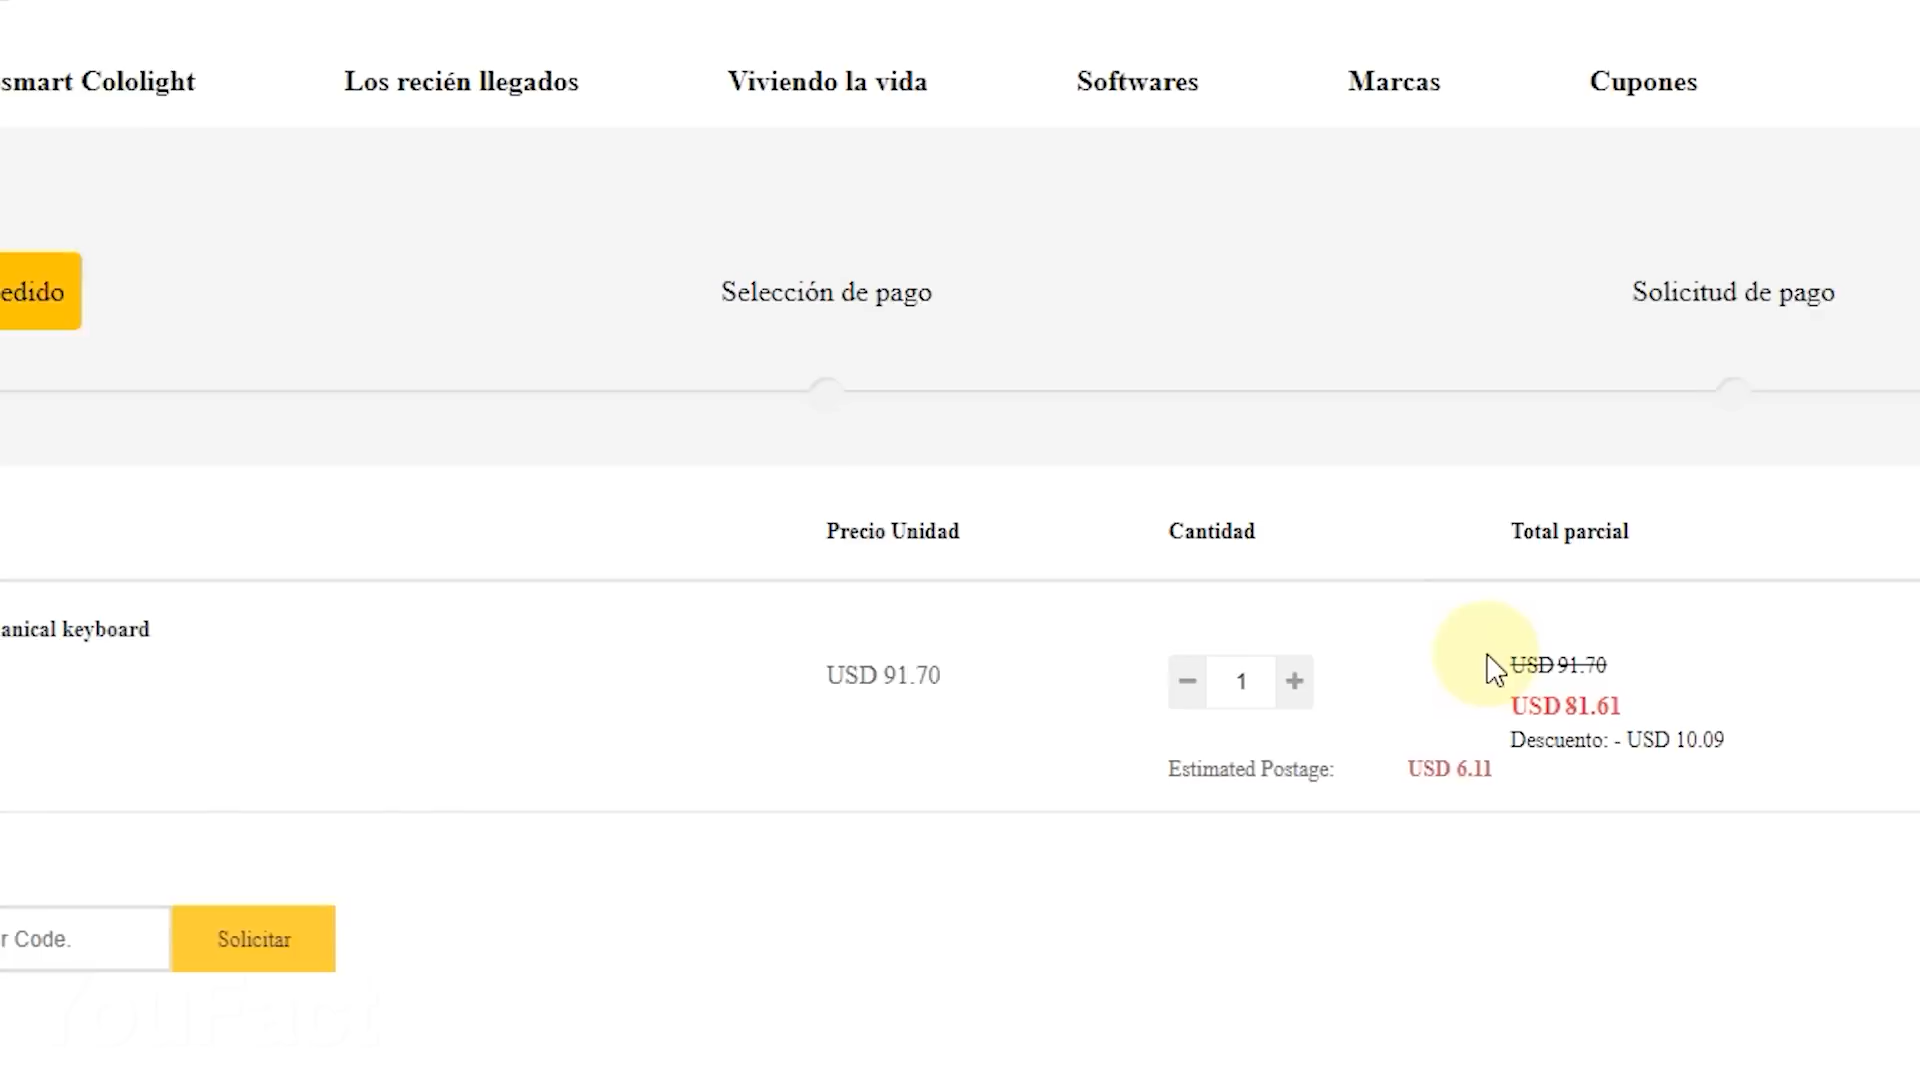 smart Cololight Los recién llegados Viviendo la vida Softwares Marcas Cupones
edido Selección de pago Solicitud de pago
Precio Unidad Cantidad Total parcial
anical keyboard
USD 91.70 1 USD 91.70
USD 81.61
Descuento: - USD 10.09
Estimated Postage: USD 6.11
r Code. Solicitar